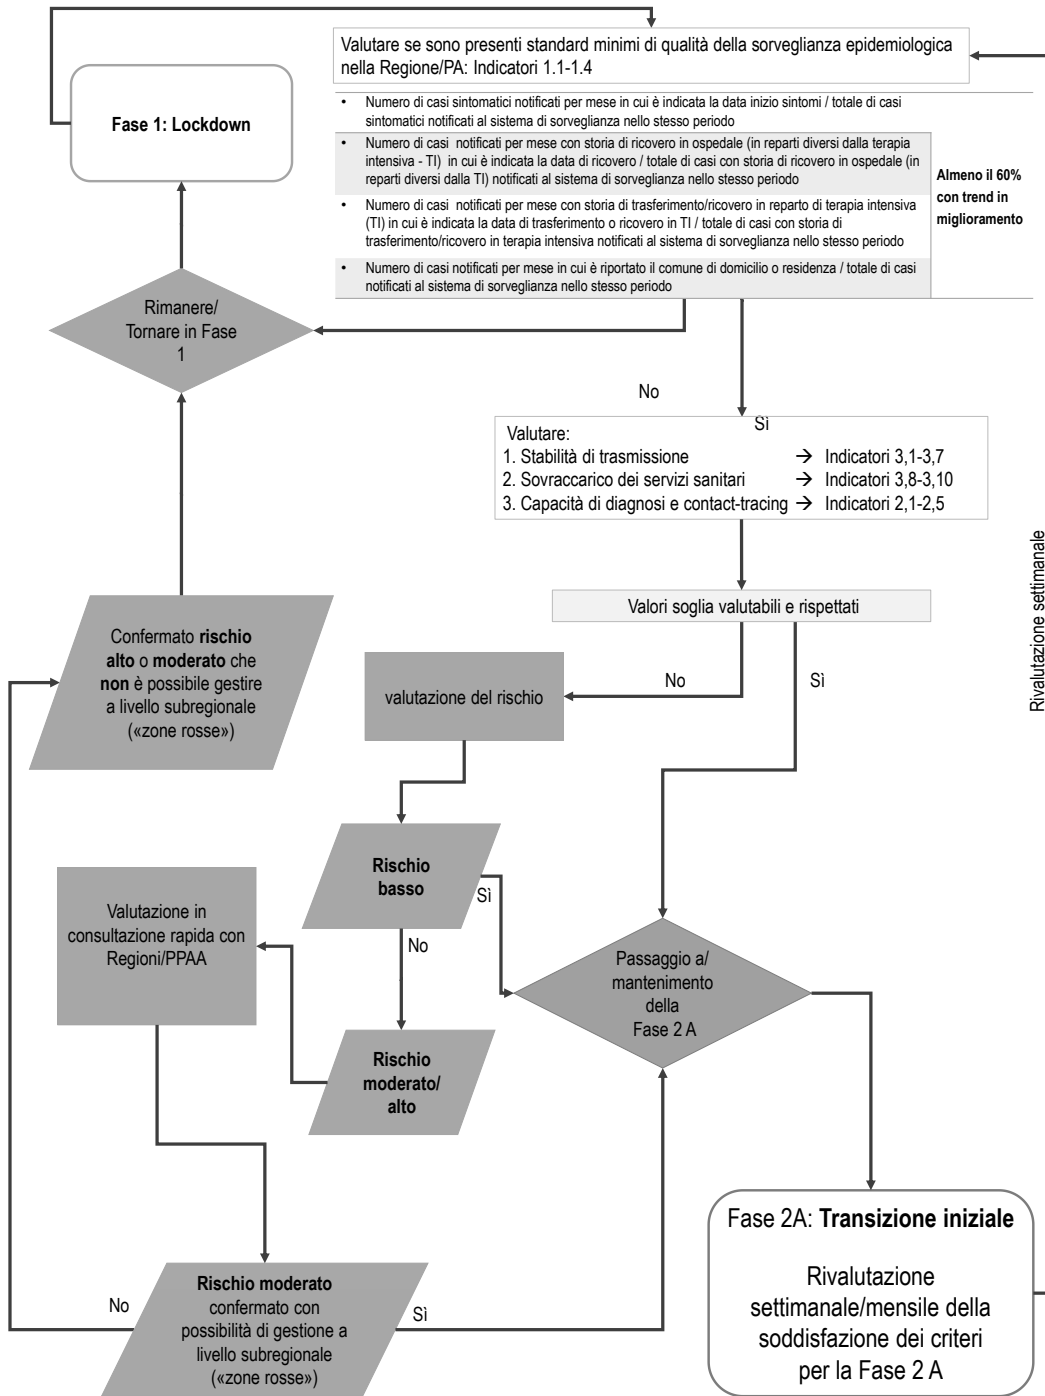 Valutare se sono presenti standard minimi di qualità della sorveglianza epidemiologica
nella Regione/PA: Indicatori 1.1-1.4
Fase 1: Lockdown
• Numero di casi sintomatici notificati per mese in cui è indicata la data inizio sintomi / totale di casi
sintomatici notificati al sistema di sorveglianza nello stesso periodo
• Numero di casi notificati per mese con storia di ricovero in ospedale (in reparti diversi dalla terapia
intensiva - TI) in cui è indicata la data di ricovero / totale di casi con storia di ricovero in ospedale (in
reparti diversi dalla TI) notificati al sistema di sorveglianza nello stesso periodo
• Numero di casi notificati per mese con storia di trasferimento/ricovero in reparto di terapia intensiva
(TI) in cui è indicata la data di trasferimento o ricovero in TI / totale di casi con storia di
trasferimento/ricovero in terapia intensiva notificati al sistema di sorveglianza nello stesso periodo
• Numero di casi notificati per mese in cui è riportato il comune di domicilio o residenza / totale di casi
notificati al sistema di sorveglianza nello stesso periodo
Almeno il 60%
con trend in
miglioramento
Rimanere/
Tornare in Fase
1
No
Sì
Valutare:
1. Stabilità di trasmissione → Indicatori 3,1-3,7
2. Sovraccarico dei servizi sanitari → Indicatori 3,8-3,10
3. Capacità di diagnosi e contact-tracing → Indicatori 2,1-2,5
Rivalutazione settimanale
Valori soglia valutabili e rispettati
Confermato rischio
alto o moderato che
non è possibile gestire
a livello subregionale
(«zone rosse»)
No
Sì
valutazione del rischio
Rischio
basso
Sì
No
Valutazione in
consultazione rapida con
Regioni/PPAA
Passaggio a/
mantenimento
della
Fase 2 A
Rischio
moderato/
alto
Fase 2A: Transizione iniziale
Rivalutazione
settimanale/mensile della
soddisfazione dei criteri
per la Fase 2 A
No
Rischio moderato
confermato con
possibilità di gestione a
livello subregionale
(«zone rosse»)
Sì